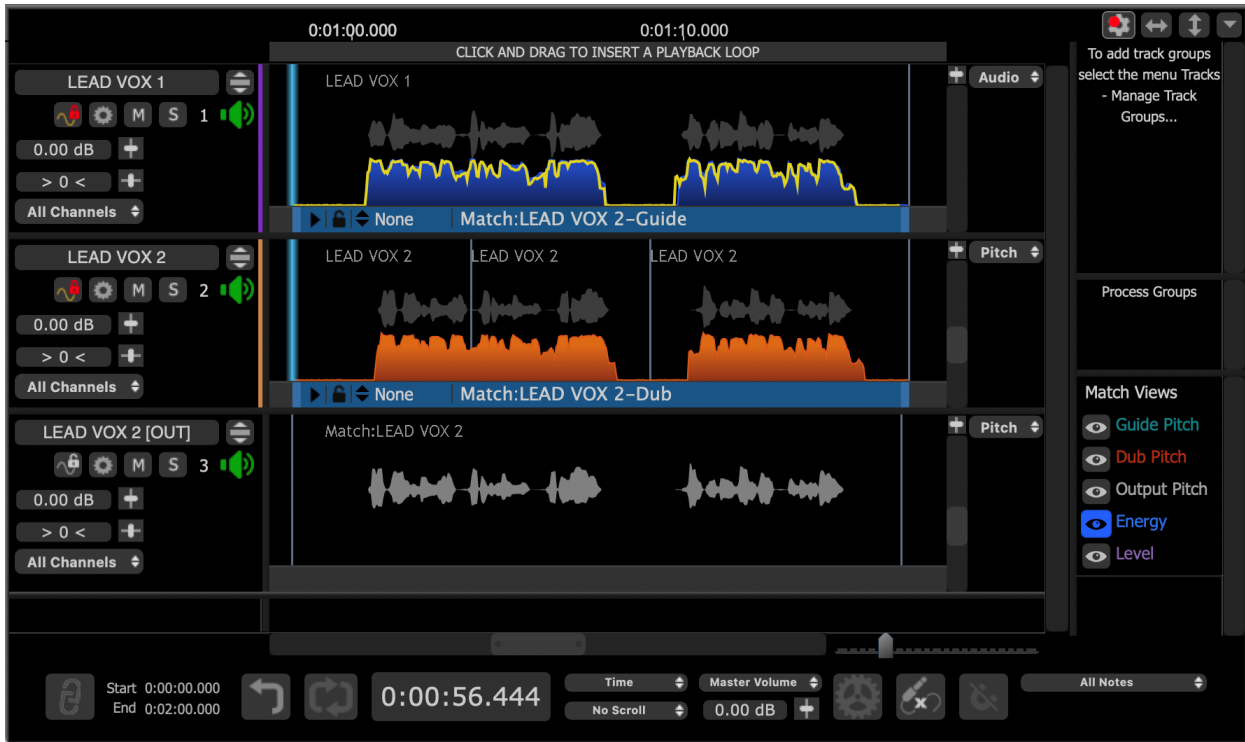 0:01:00.000
0:01:10.000
CLICK AND DRAG TO INSERT A PLAYBACK LOOP
To add track groups
select the menu Tracks
- Manage Track
Groups...
LEAD VOX 1
M S 1
0.00 dB
> 0 <
All Channels
LEAD VOX 1
Audio
None
Match:LEAD VOX 2-Guide
LEAD VOX 2
M S 2
0.00 dB
> 0 <
All Channels
LEAD VOX 2
LEAD VOX 2
LEAD VOX 2
Pitch
None
Match:LEAD VOX 2-Dub
Process Groups
LEAD VOX 2 [OUT]
M S 3
0.00 dB
> 0 <
All Channels
Match:LEAD VOX 2
Pitch
Match Views
Guide Pitch
Dub Pitch
Output Pitch
Energy
Level
Start 0:00:00.000
End 0:02:00.000
0:00:56.444
Time
No Scroll
Master Volume
0.00 dB
x
All Notes